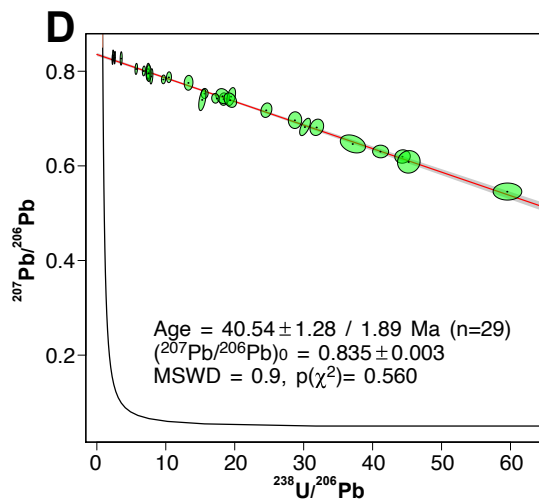 D
0.8
0.6
0.4
0.2
²⁰⁷Pb/²⁰⁶Pb
Age = 40.54 ± 1.28 / 1.89 Ma (n=29)
(²⁰⁷Pb/²⁰⁶Pb)₀ = 0.835 ± 0.003
MSWD = 0.9, p(χ²)= 0.560
0 10 20 30 40 50 60
²³⁸U/²⁰⁶Pb